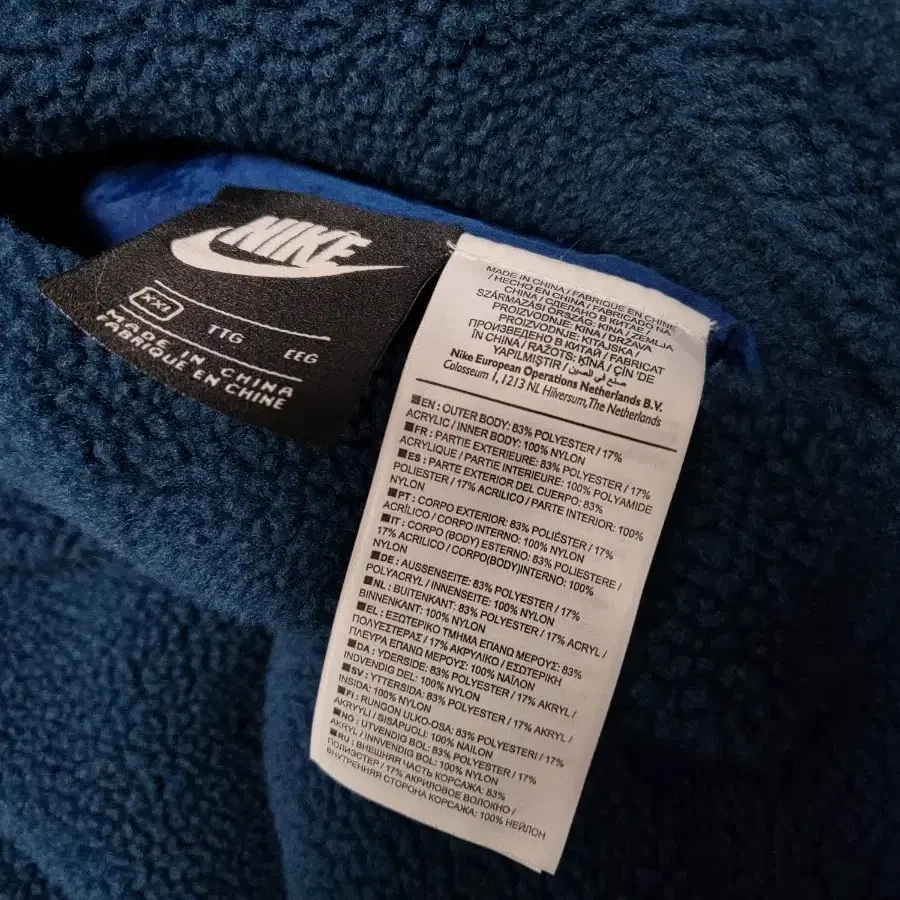 NIKE
XXL TTG EEG
MADE IN CHINA
FABRIQUE EN CHINE
MADE IN CHINA / FABRIQUE EN CHINE
/ HECHO EN CHINA / FABRICADO NA
CHINA / СДЕЛАНО В КИТАЕ /
SZÁRMAZÁSI ORSZÁG: KÍNA / ZEMLJA
PROIZVODNJE: KITAJSKA / DRŽAVA
PROIZVODNJE: KINA / FABRICAT
ПРОИЗВЕДЕНО В КИТАЙ / FABRICAT
IN CHINA / RAŽOTS: ĶĪNA / ÇİN 'DE
YAPILMIŞTIR / صنع في الصين
Nike European Operations Netherlands B.V.
Colosseum 1, 1213 NL Hilversum, The Netherlands
EN : OUTER BODY: 83% POLYESTER / 17%
ACRYLIC / INNER BODY: 100% NYLON
FR : PARTIE EXTERIEURE: 83% POLYESTER / 17%
ACRYLIQUE / PARTIE INTERIEURE: 100% POLYAMIDE
ES : PARTE EXTERIOR DEL CUERPO: 83%
POLIESTER / 17% ACRILICO / PARTE INTERIOR: 100%
NYLON
PT : CORPO EXTERIOR: 83% POLIÉSTER / 17%
ACRÍLICO / CORPO INTERNO: 100% NYLON
IT : CORPO (BODY) ESTERNO: 83% POLIESTERE /
17% ACRILICO / CORPO(BODY)INTERNO: 100%
NYLON
DE : AUSSENSEITE: 83% POLYESTER / 17%
POLYACRYL / INNENSEITE: 100% NYLON
NL : BUITENKANT: 83% POLYESTER / 17% ACRYL /
BINNENKANT: 100% NYLON
EL : ΕΞΩΤΕΡΙΚΟ ΤΜΗΜΑ ΕΠΑΝΩ ΜΕΡΟΥΣ: 83%
ΠΟΛΥΕΣΤΕΡΑΣ / 17% ΑΚΡΥΛΙΚΟ / ΕΣΩΤΕΡΙΚΗ
ΠΛΕΥΡΑ ΕΠΑΝΩ ΜΕΡΟΥΣ: 100% ΝΑΪΛΟΝ
DA : YDERSIDE: 83% POLYESTER / 17% AKRYL /
INDVENDIG DEL: 100% NYLON
SV : YTTERSIDA: 83% POLYESTER / 17% AKRYL /
INSIDA: 100% NYLON
FI : RUNGON ULKO-OSA: 83% POLYESTERI / 17%
AKRYYLI / SISÄPUOLI: 100% NAILON
NO : UTVENDIG BOL: 83% POLYESTER / 17%
AKRYL / INNVENDIG BOL: 100% NYLON
RU : ВНЕШНЯЯ ЧАСТЬ КОРСАЖА: 83%
ПОЛИЭСТЕР / 17% АКРИЛОВОЕ ВОЛОКНО /
ВНУТРЕННЯЯ СТОРОНА КОРСАЖА: 100% НЕЙЛОН